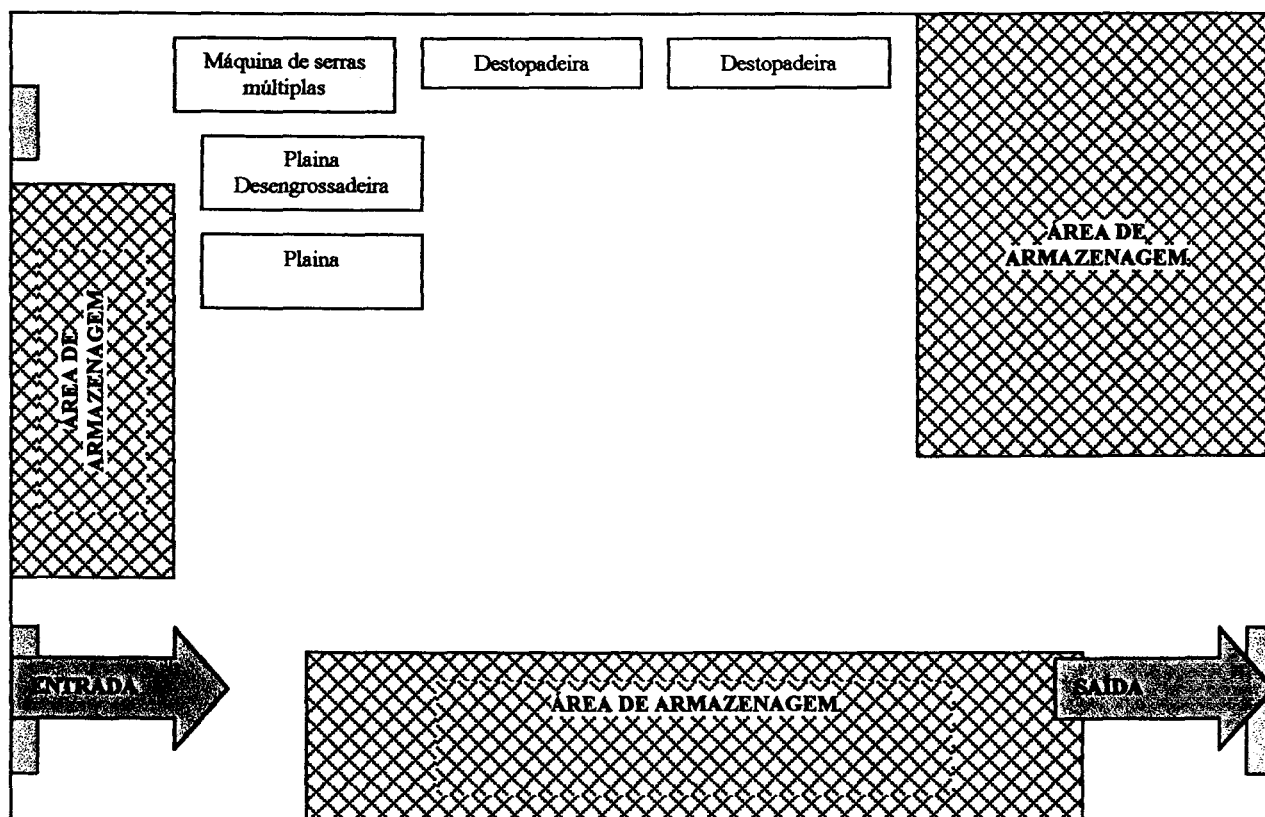 Máquina de serras
múltiplas
Destopadeira
Destopadeira
Plaina
Desengrossadeira
Plaina
ÁREA DE
ARMAZENAGEM
ÁREA DE
ARMAZENAGEM
ENTRADA
ÁREA DE ARMAZENAGEM
SAÍDA